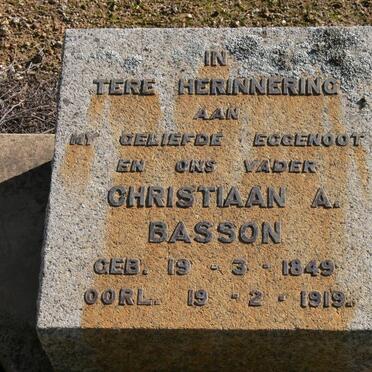 IN
TERE HERINNERING
AAN
MY GELIEFDE EGGENOOT
EN ONS VADER
CHRISTIAAN A.
BASSON
GEB. 19 - 3 - 1849
OORL. 19 - 2 - 1919.